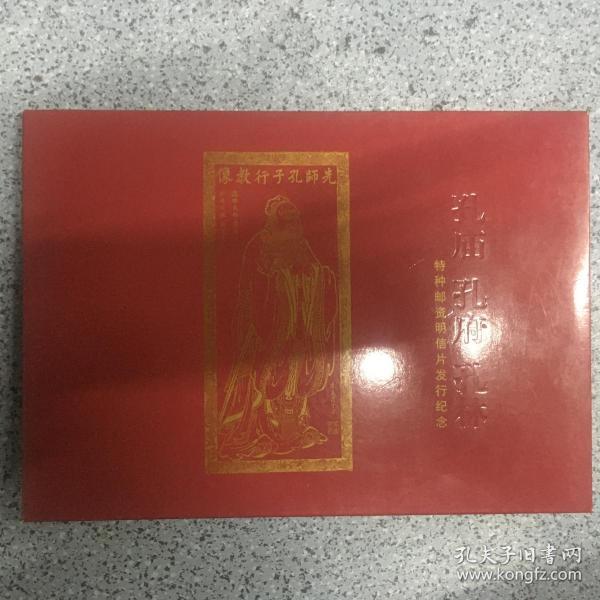 孔庙 孔府 孔林
特种邮资明信片发行纪念
先師孔子行教像
孔夫子旧書网
www.kongfz.com